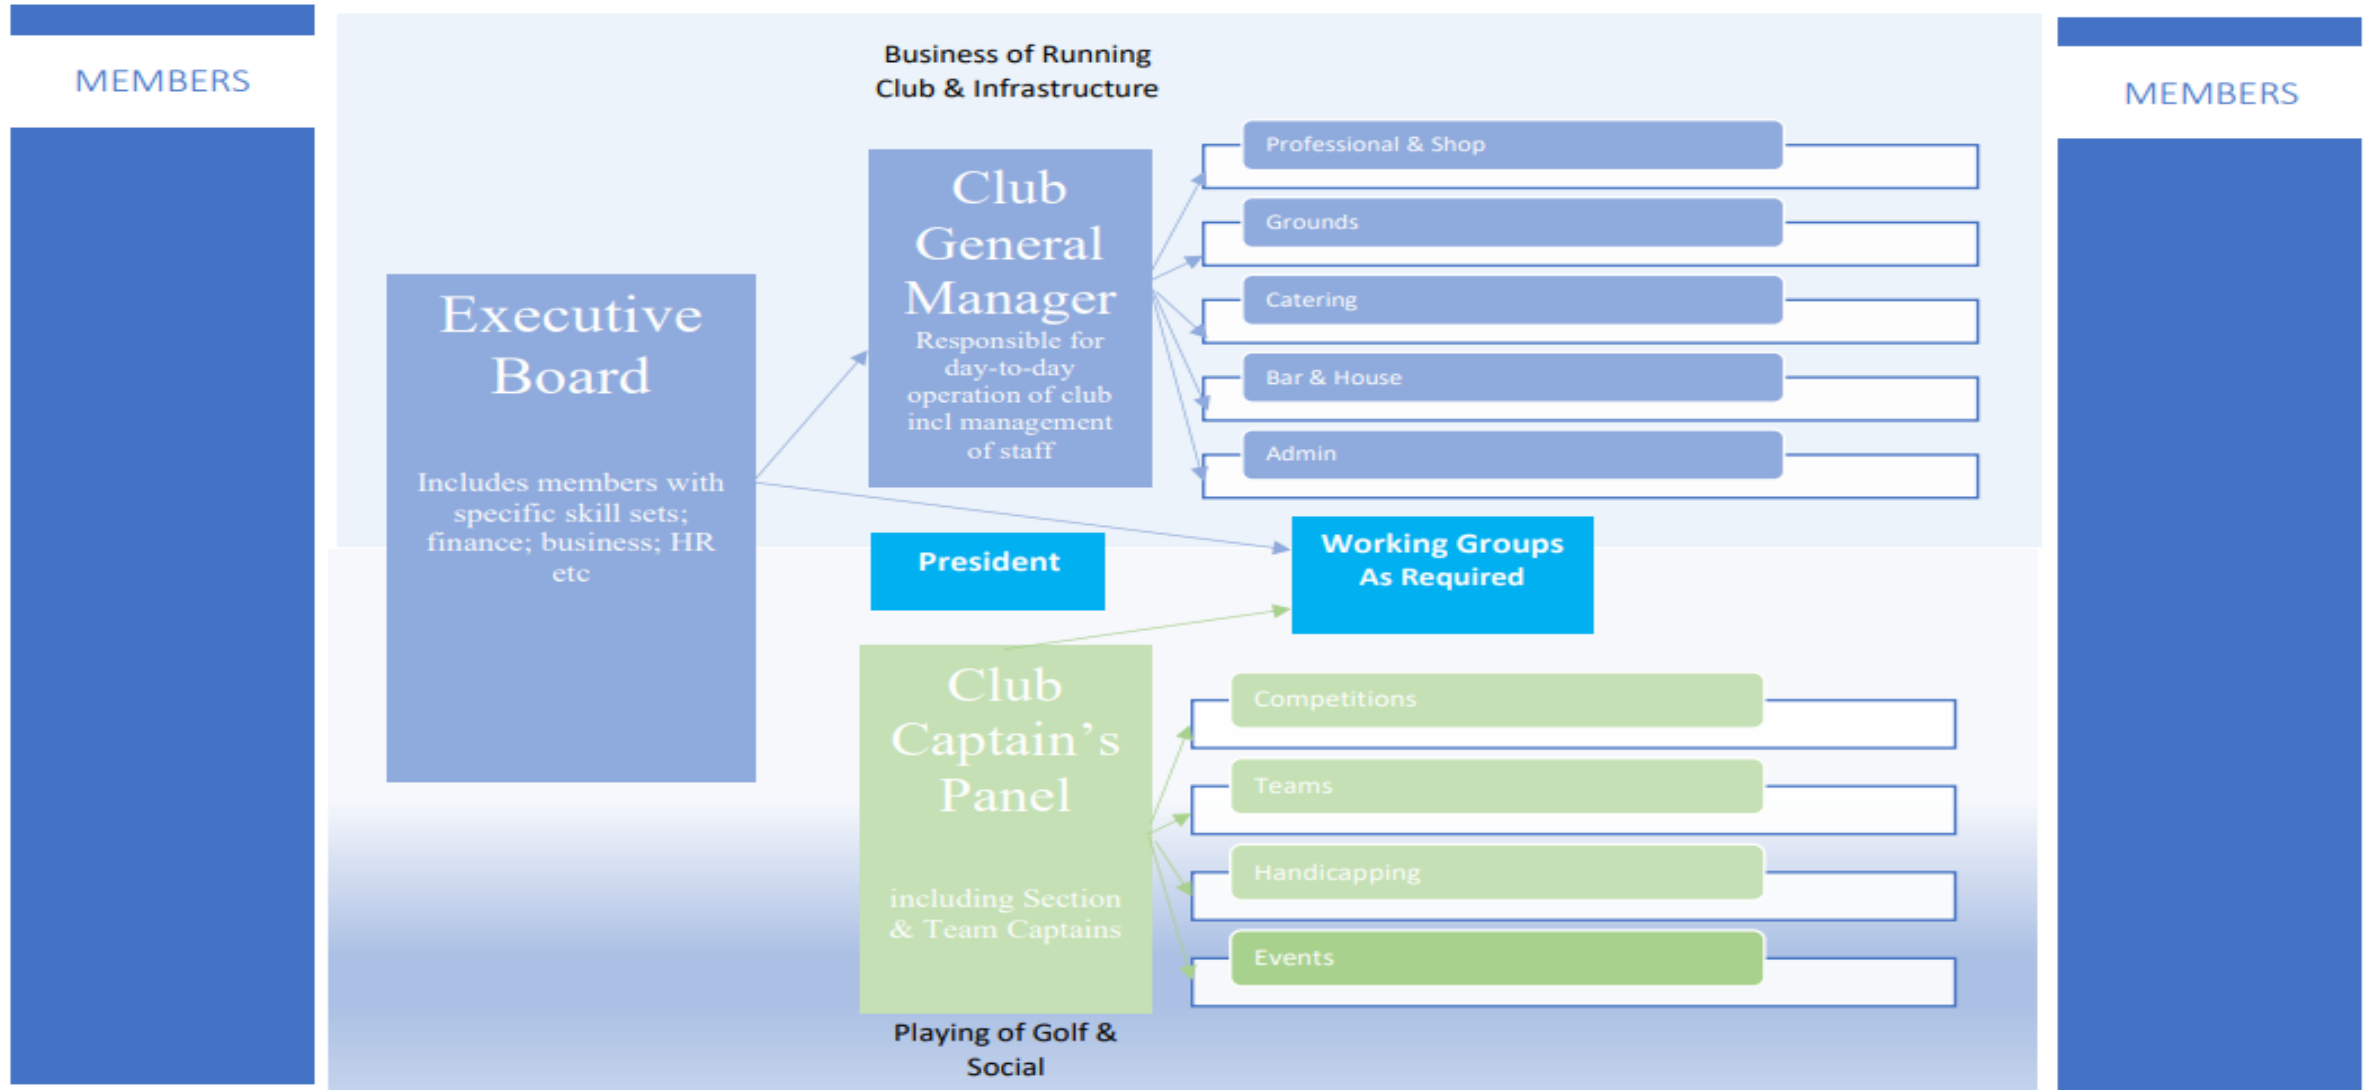 MEMBERS
Business of Running
Club & Infrastructure
MEMBERS
Executive
Board
Includes members with
specific skill sets;
finance; business; HR
etc
Club
General
Manager
Responsible for
day-to-day
operation of club
incl management
of staff
Professional & Shop
Grounds
Catering
Bar & House
Admin
President
Working Groups
As Required
Club
Captain’s
Panel
including Section
& Team Captains
Competitions
Teams
Handicapping
Events
Playing of Golf &
Social